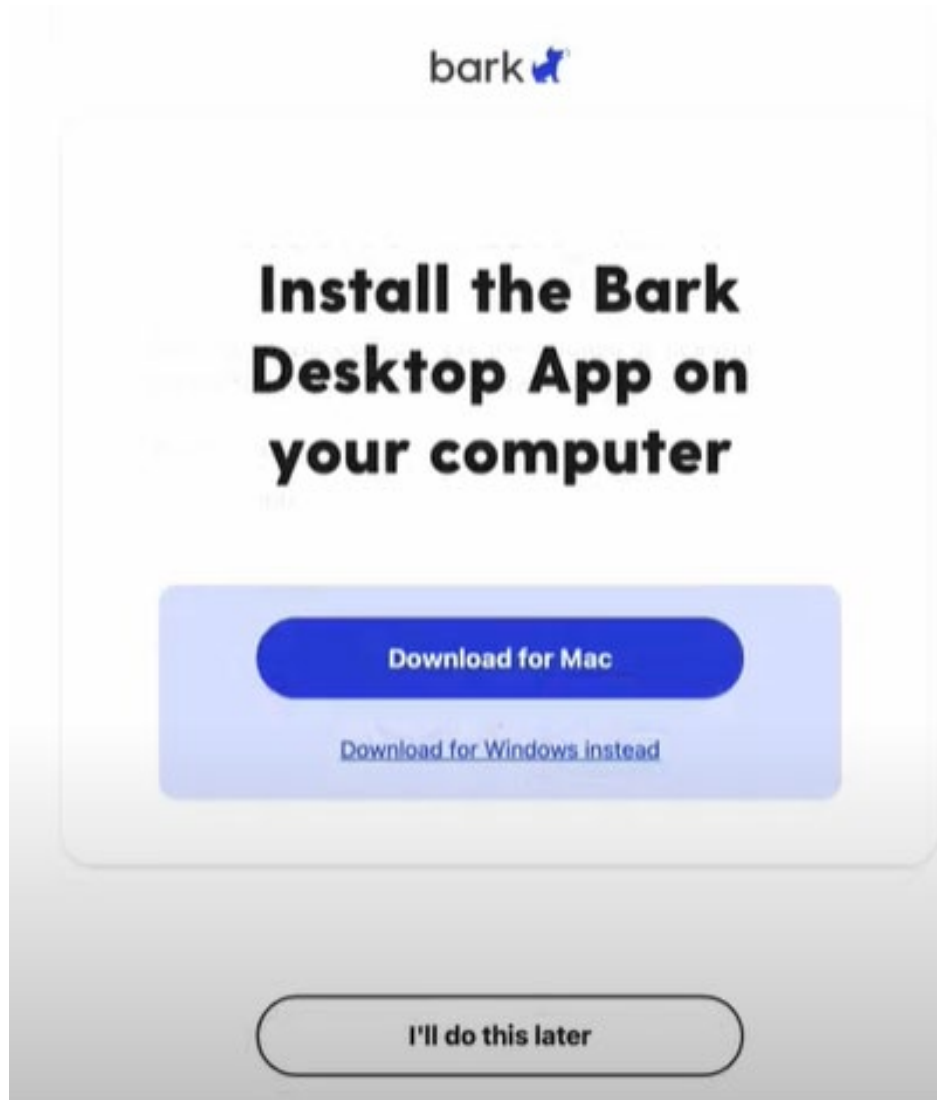 bark
Install the Bark
Desktop App on
your computer
Download for Mac
Download for Windows instead
I'll do this later